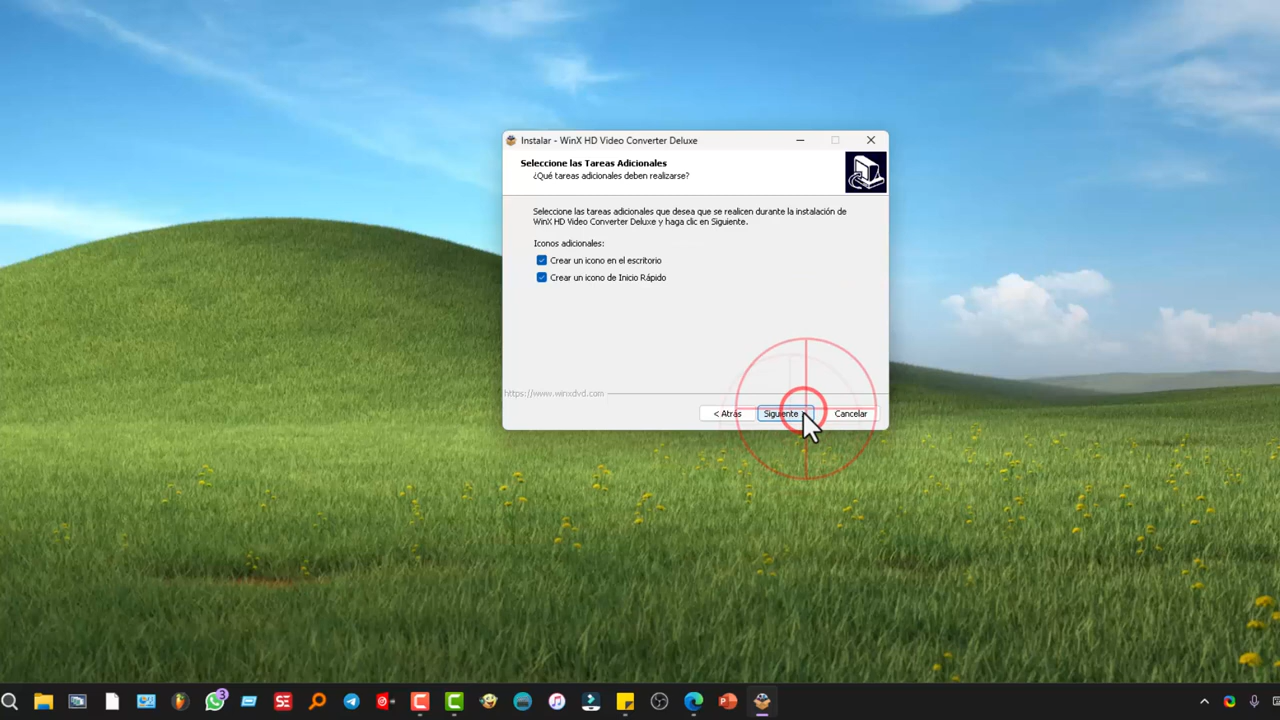 Instalar - WinX HD Video Converter Deluxe
Seleccione las Tareas Adicionales
¿Qué tareas adicionales deben realizarse?
Seleccione las tareas adicionales que desea que se realicen durante la instalación de
WinX HD Video Converter Deluxe y haga clic en Siguiente.
Iconos adicionales:
Crear un icono en el escritorio
Crear un icono de Inicio Rápido
https://www.winxdvd.com
< Atrás
Siguiente
Cancelar
3
SE